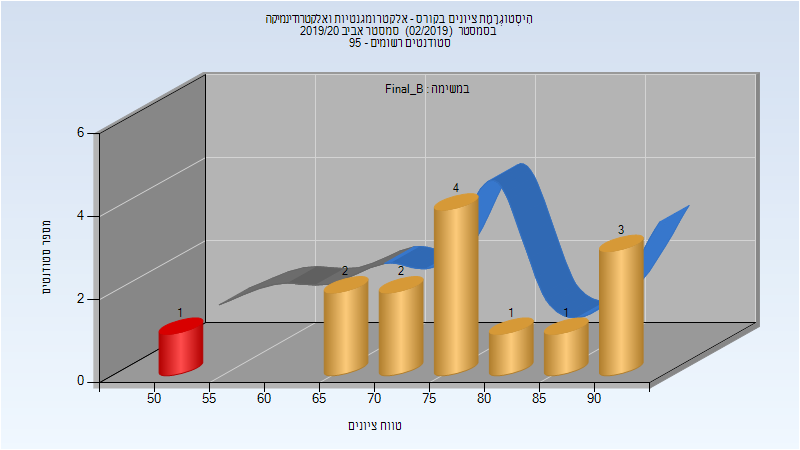 הִיסְטוֹגְרָמַת ציונים בקורס - אלקטרומגנטיות ואלקטרודינמיקה
בסמסטר (02/2019) סמסטר אביב 2019/20
סטודנטים רשומים - 95
במשימה : Final_B
מספר סטודנטים
6
4
2
0
1
2
2
4
1
1
3
50 55 60 65 70 75 80 85 90
טווח ציונים